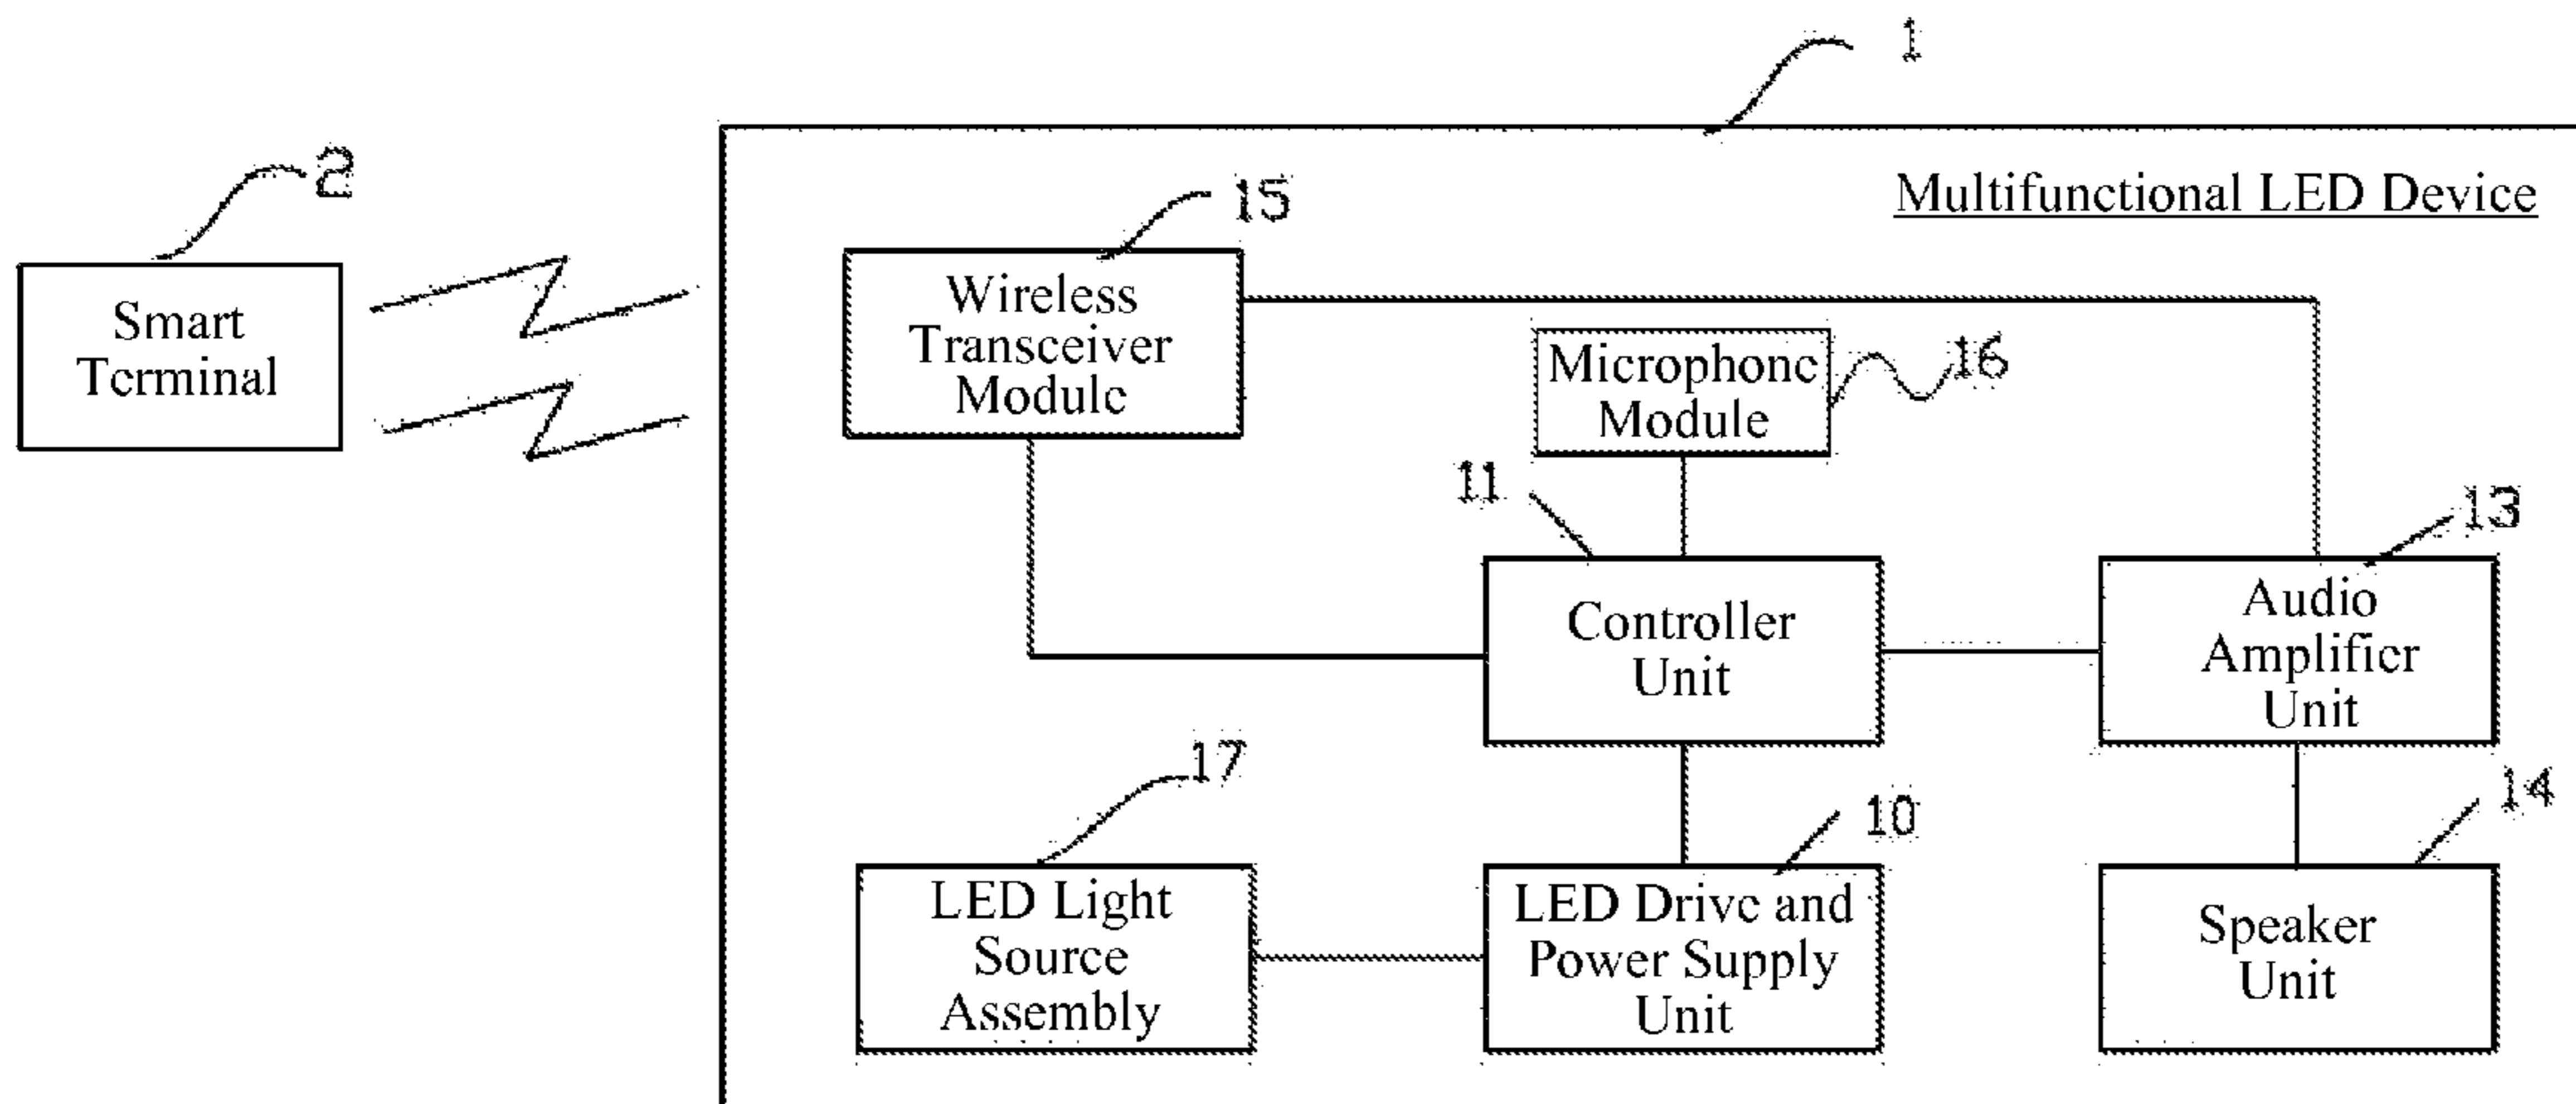 1
2
15
Multifunctional LED Device
Smart
Terminal
Wireless
Transceiver
Module
Microphone
Module
16
11
13
Controller
Unit
Audio
Amplifier
Unit
17
10
14
LED Light
Source
Assembly
LED Drive and
Power Supply
Unit
Speaker
Unit